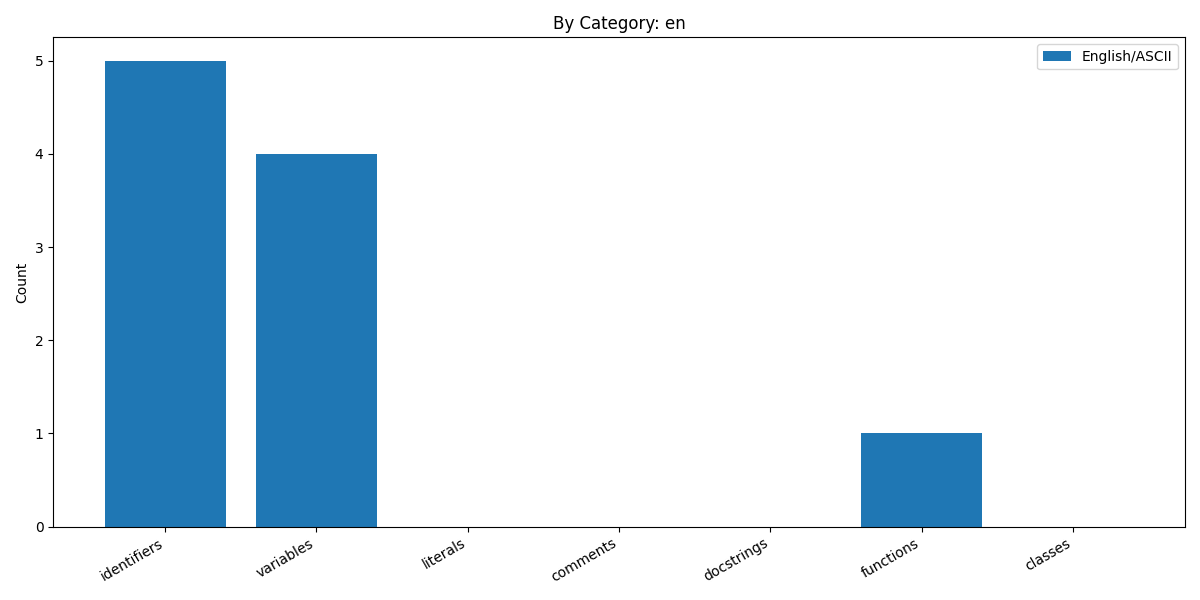 By Category: en
English/ASCII
Count
5
4
3
2
1
0
identifiers
variables
literals
comments
docstrings
functions
classes